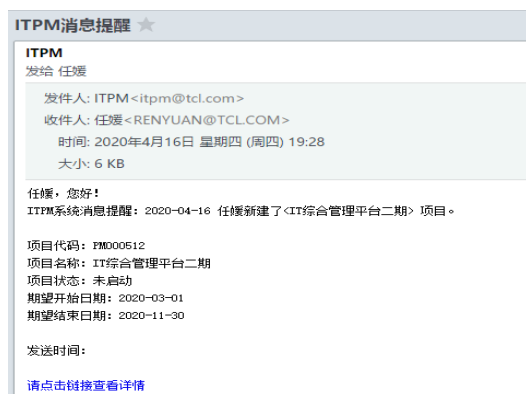 ITPM消息提醒
ITPM
发给 任媛
发件人: ITPM<itpm@tcl.com>
收件人: 任媛<RENYUAN@TCL.COM>
时间: 2020年4月16日 星期四 (周四) 19:28
大小: 6 KB
任媛，您好！
ITPM系统消息提醒：2020-04-16 任媛新建了<IT综合管理平台二期> 项目。
项目代码：PM000512
项目名称：IT综合管理平台二期
项目状态：未启动
期望开始日期：2020-03-01
期望结束日期：2020-11-30
发送时间：
请点击链接查看详情